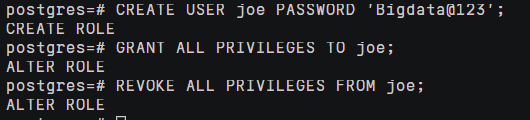 postgres=# CREATE USER joe PASSWORD 'Bigdata@123';
CREATE ROLE
postgres=# GRANT ALL PRIVILEGES TO joe;
ALTER ROLE
postgres=# REVOKE ALL PRIVILEGES FROM joe;
ALTER ROLE